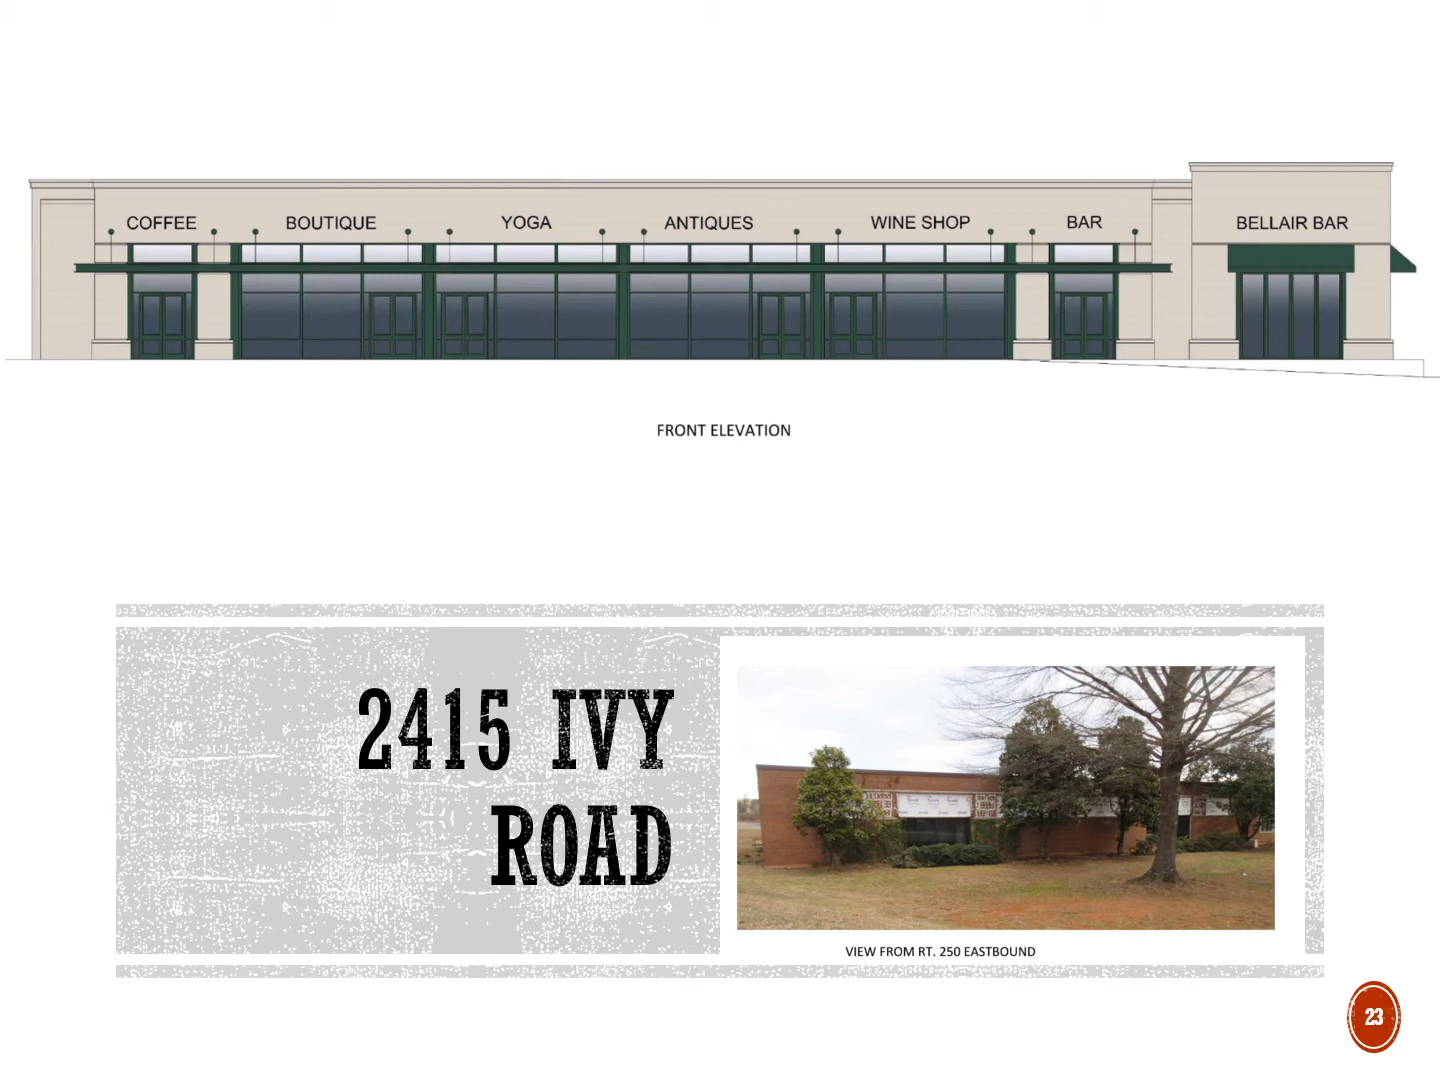 COFFEE BOUTIQUE YOGA ANTIQUES WINE SHOP BAR BELLAIR BAR
FRONT ELEVATION
2415 IVY
ROAD
VIEW FROM RT. 250 EASTBOUND
23